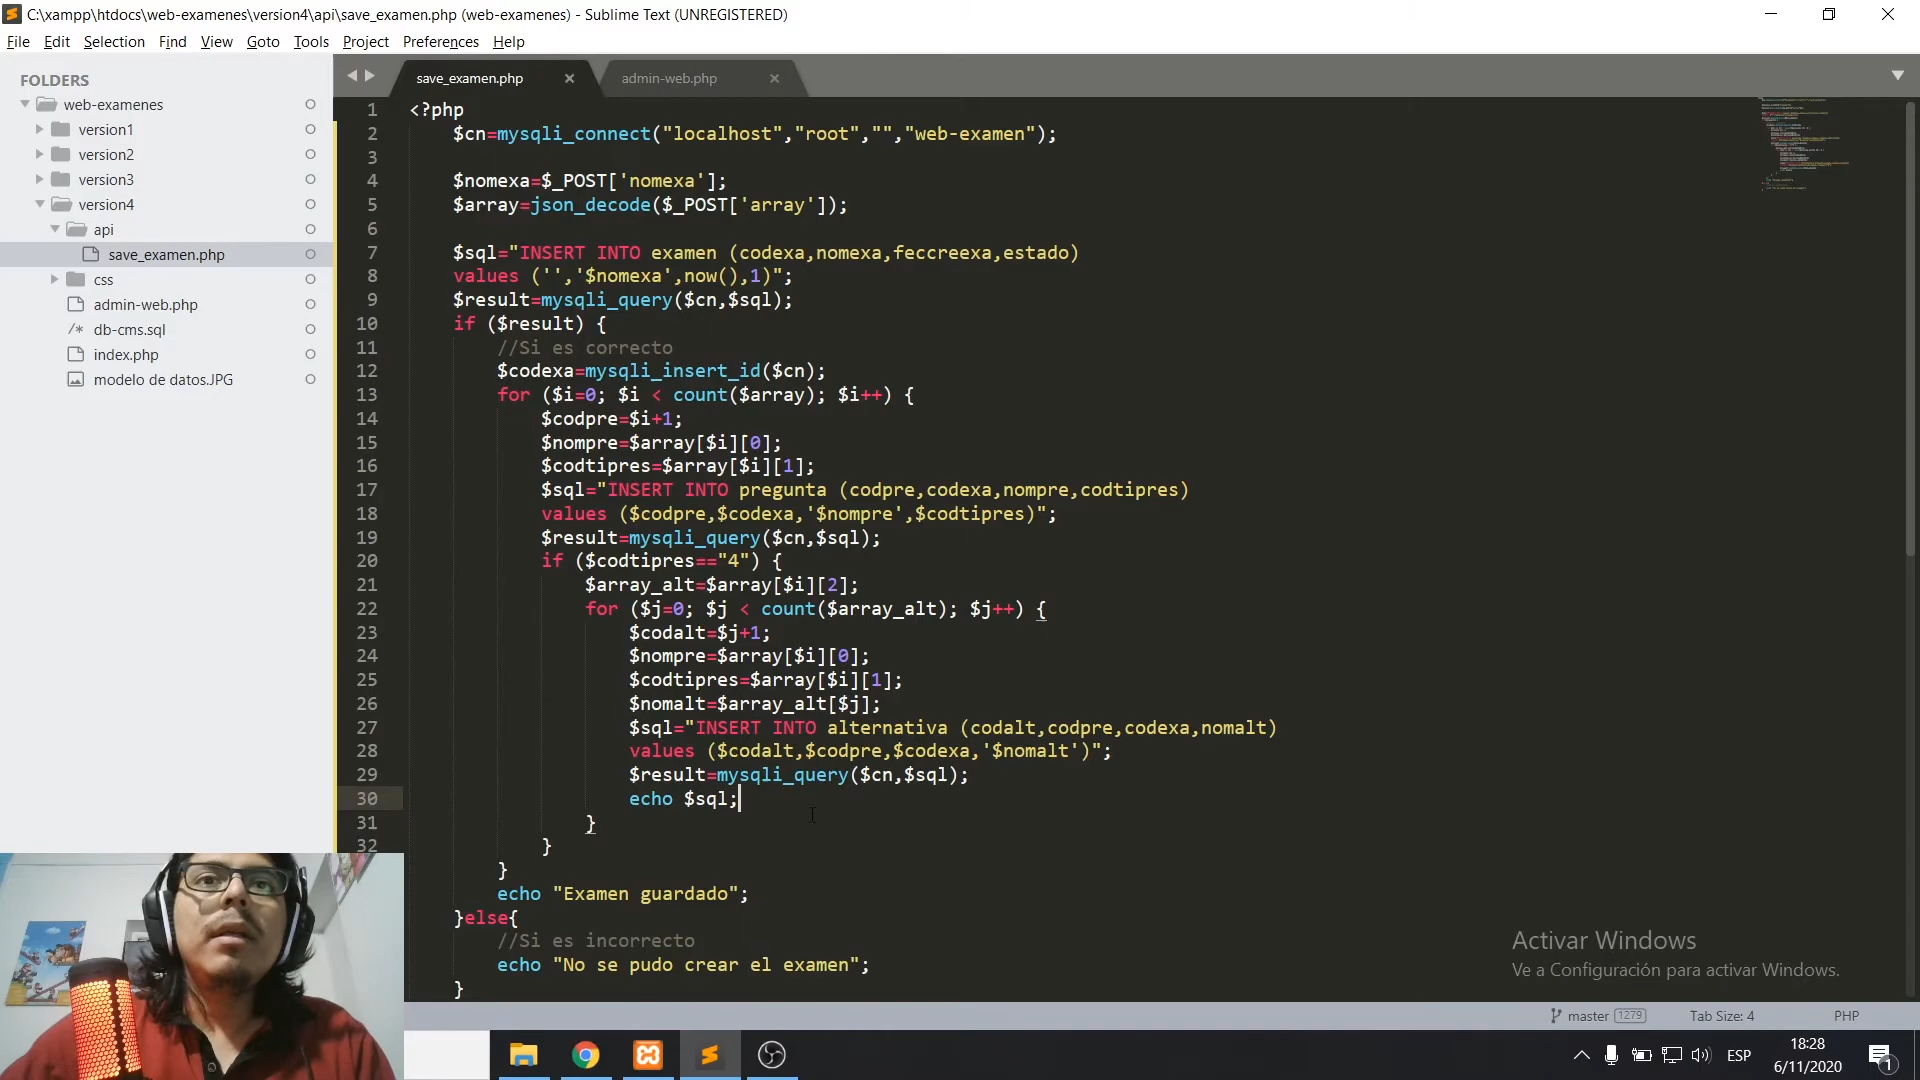 C:\xampp\htdocs\web-examenes\version4\api\save_examen.php (web-examenes) - Sublime Text (UNREGISTERED)
File Edit Selection Find View Goto Tools Project Preferences Help
FOLDERS
web-examenes
version1
version2
version3
version4
api
save_examen.php
css
admin-web.php
/* db-cms.sql
index.php
modelo de datos.JPG
save_examen.php × admin-web.php ×
1 <?php
2 $cn=mysqli_connect("localhost","root","","web-examen");
3
4 $nomexa=$_POST['nomexa'];
5 $array=json_decode($_POST['array']);
6
7 $sql="INSERT INTO examen (codexa,nomexa,feccreexa,estado)
8 values ('','$nomexa',now(),1)";
9 $result=mysqli_query($cn,$sql);
10 if ($result) {
11 //Si es correcto
12 $codexa=mysqli_insert_id($cn);
13 for ($i=0; $i < count($array); $i++) {
14 $codpre=$i+1;
15 $nompre=$array[$i][0];
16 $codtipres=$array[$i][1];
17 $sql="INSERT INTO pregunta (codpre,codexa,nompre,codtipres)
18 values ($codpre,$codexa,'$nompre',$codtipres)";
19 $result=mysqli_query($cn,$sql);
20 if ($codtipres=="4") {
21 $array_alt=$array[$i][2];
22 for ($j=0; $j < count($array_alt); $j++) {
23 $codalt=$j+1;
24 $nompre=$array[$i][0];
25 $codtipres=$array[$i][1];
26 $nomalt=$array_alt[$j];
27 $sql="INSERT INTO alternativa (codalt,codpre,codexa,nomalt)
28 values ($codalt,$codpre,$codexa,'$nomalt')";
29 $result=mysqli_query($cn,$sql);
30 echo $sql;
31 }
32 }
}
echo "Examen guardado";
}else{
//Si es incorrecto
echo "No se pudo crear el examen";
}
Activar Windows
Ve a Configuración para activar Windows.
master 1279 Tab Size: 4 PHP
ESP 18:28
6/11/2020
1